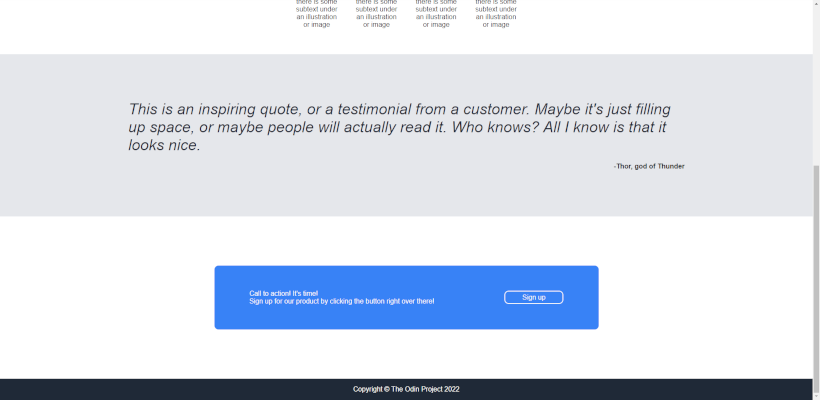 there is some there is some there is some there is some
subtext under subtext under subtext under subtext under
an illustration an illustration an illustration an illustration
or image or image or image or image
This is an inspiring quote, or a testimonial from a customer. Maybe it's just filling
up space, or maybe people will actually read it. Who knows? All I know is that it
looks nice.
-Thor, god of Thunder
Call to action! It's time!
Sign up for our product by clicking the button right over there!
Sign up
Copyright © The Odin Project 2022